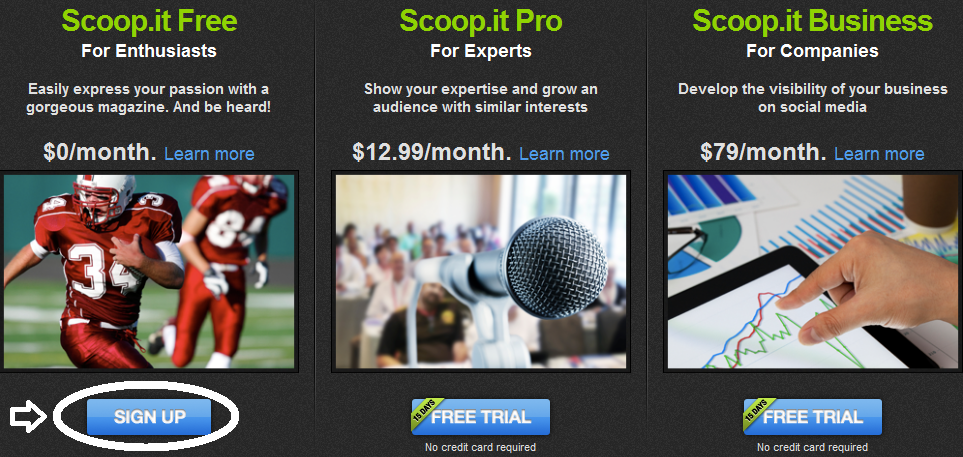 Scoop.it Free
For Enthusiasts
Easily express your passion with a
gorgeous magazine. And be heard!
$0/month. Learn more
34
3
84
SIGN UP
Scoop.it Pro
For Experts
Show your expertise and grow an
audience with similar interests
$12.99/month. Learn more
15 DAYS
FREE TRIAL
No credit card required
Scoop.it Business
For Companies
Develop the visibility of your business
on social media
$79/month. Learn more
15 DAYS
FREE TRIAL
No credit card required